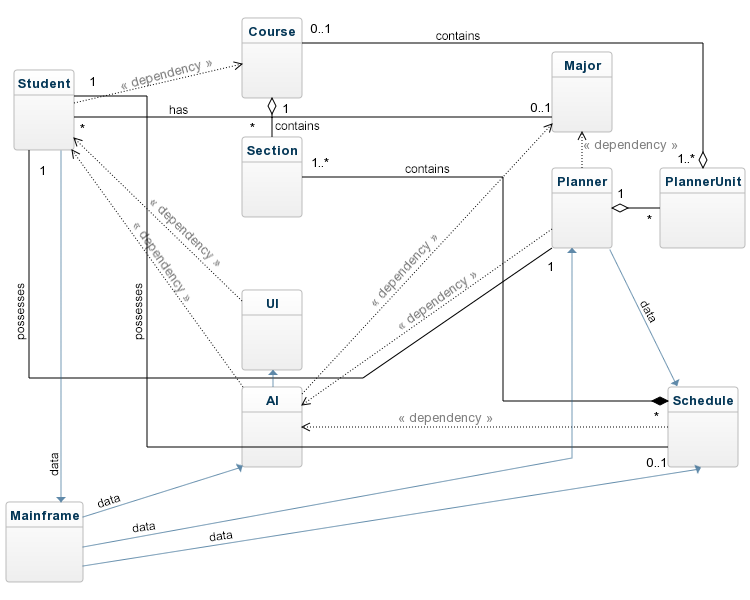 Course
0..1
contains
Major
Student
1
« dependency »
has
0..1
*
1
*
contains
Section
1..*
contains
« dependency »
1..*
Planner
1
*
PlannerUnit
1
1
« dependency »
« dependency »
« dependency »
« dependency »
possesses
possesses
UI
data
AI
Schedule
*
« dependency »
0..1
data
data
data
data
Mainframe